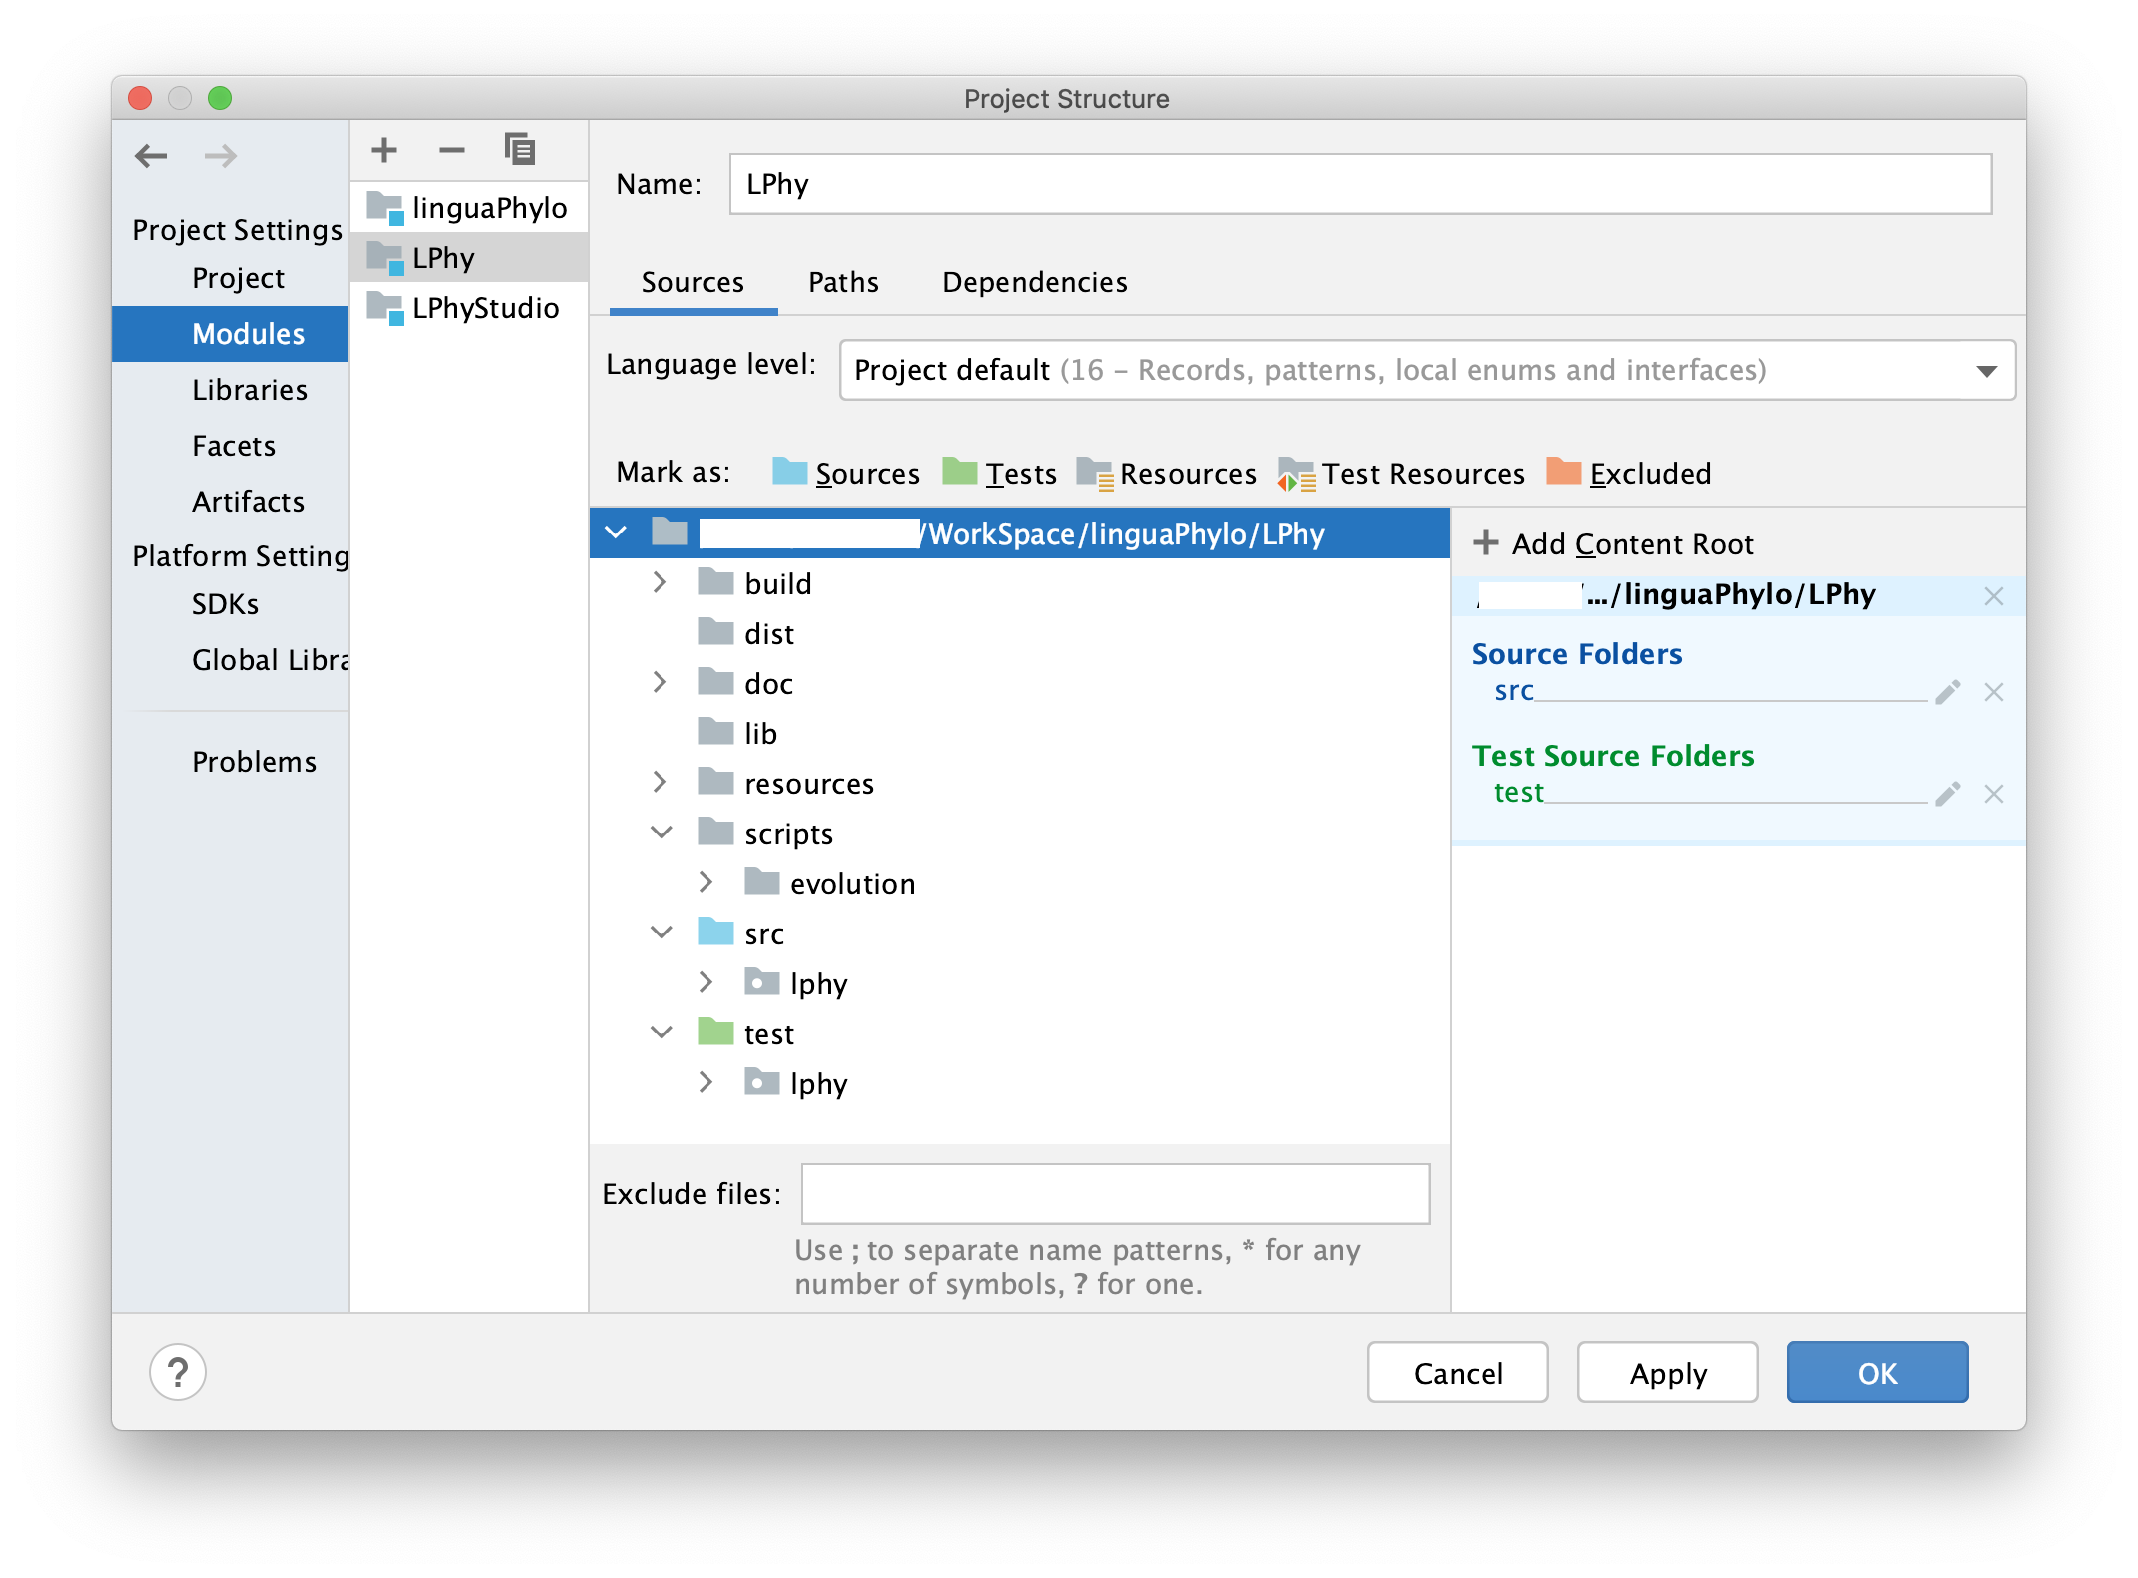 Project Structure
Project Settings
Project
Modules
Libraries
Facets
Artifacts
Platform Setting
SDKs
Global Libra
Problems
linguaPhylo
LPhy
LPhyStudio
Name: LPhy
Sources Paths Dependencies
Language level: Project default (16 – Records, patterns, local enums and interfaces)
Mark as: Sources Tests Resources Test Resources Excluded
/WorkSpace/linguaPhylo/LPhy
build
dist
doc
lib
resources
scripts
evolution
src
lphy
test
lphy
Exclude files:
Use ; to separate name patterns, * for any
number of symbols, ? for one.
+ Add Content Root
/.../linguaPhylo/LPhy
Source Folders
src
Test Source Folders
test
?
Cancel Apply OK